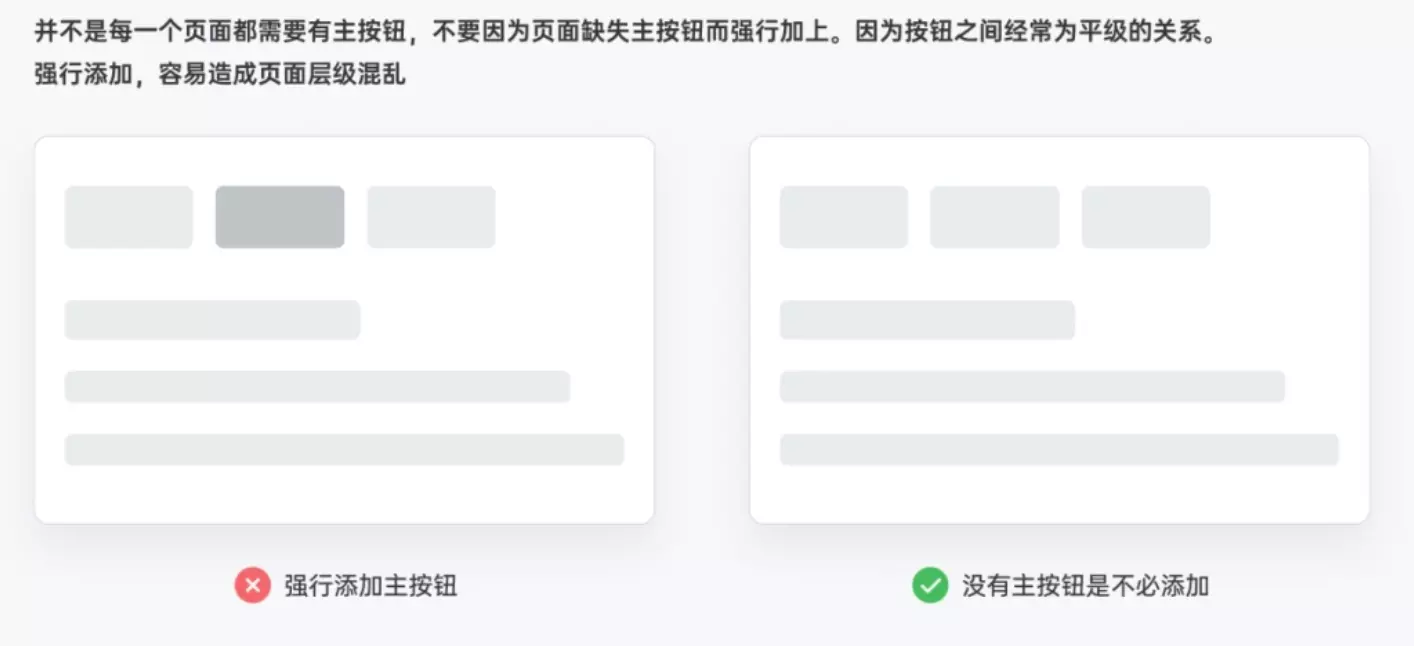 并不是每一个页面都需要有主按钮，不要因为页面缺失主按钮而强行加上。因为按钮之间经常为平级的关系。
强行添加，容易造成页面层级混乱
强行添加主按钮
没有主按钮是不必添加